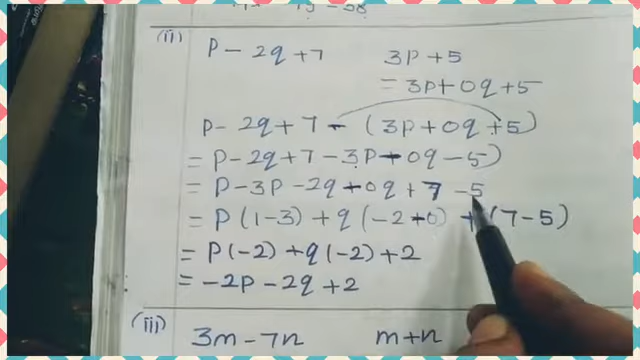 (ii) P - 2q + 7 3P + 5
= 3P + 0q + 5
P - 2q + 7 - (3P + 0q + 5)
= P - 2q + 7 - 3P - 0q - 5)
= P - 3P - 2q - 0q + 7 - 5
= P(1-3) + q(-2+0) + (7-5)
= P(-2) + q(-2) + 2
= -2P - 2q + 2
(iii) 3m - 7n m + n